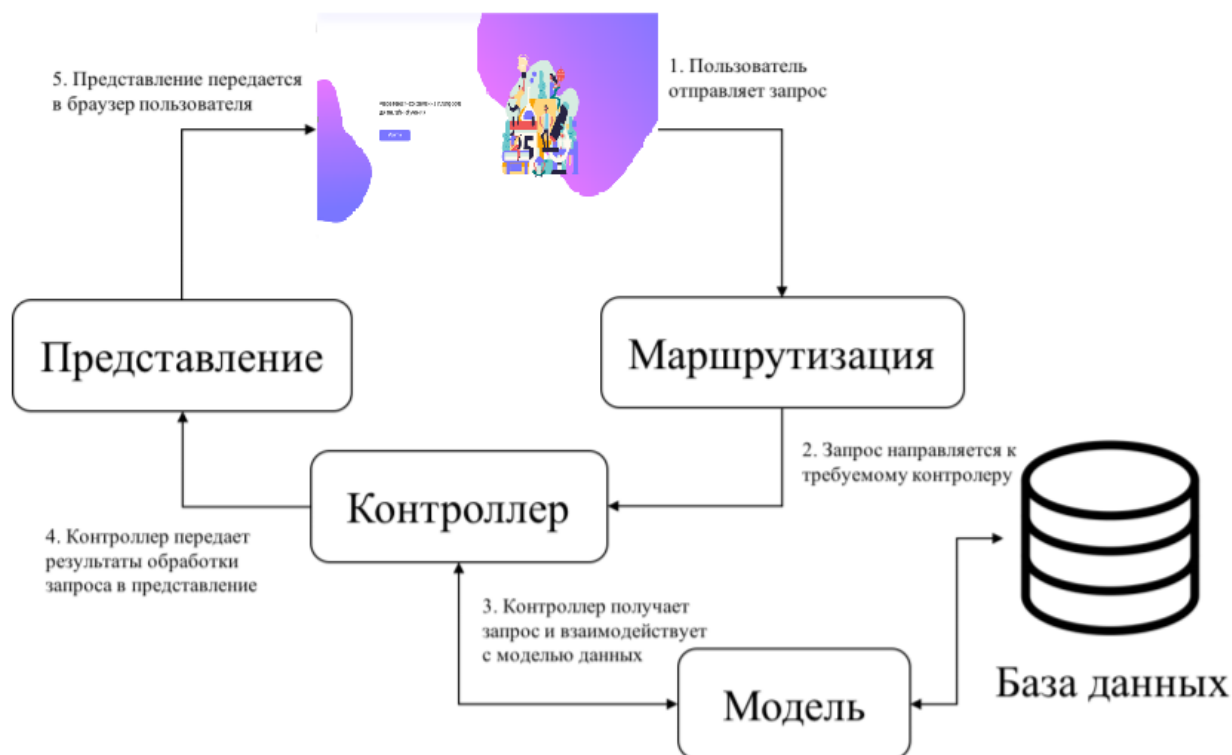 5. Представление передается
в браузер пользователя
1. Пользователь
отправляет запрос
Представление
Маршрутизация
2. Запрос направляется к
требуемому контролеру
Контроллер
4. Контроллер передает
результаты обработки
запроса в представление
3. Контроллер получает
запрос и взаимодействует
с моделью данных
Модель
База данных